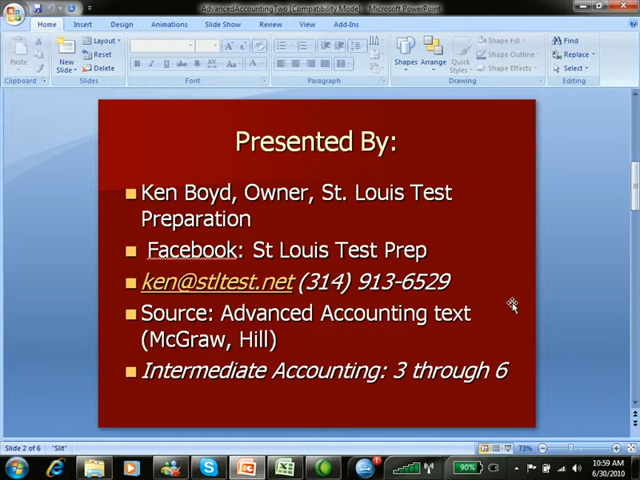 AdvancedAccountingTwo [Compatibility Mode] - Microsoft PowerPoint
Home Insert Design Animations Slide Show Review View Add-Ins
Paste
New Slide
Layout
Reset
Delete
Shapes
Arrange
Quick Styles
Shape Fill
Shape Outline
Shape Effects
Find
Replace
Select
Clipboard Slides Font Paragraph Drawing Editing
Presented By:
Ken Boyd, Owner, St. Louis Test
Preparation
Facebook: St Louis Test Prep
ken@stltest.net (314) 913-6529
Source: Advanced Accounting text
(McGraw, Hill)
Intermediate Accounting: 3 through 6
Slide 2 of 6 "Slit" 73%
90%
10:59 AM
6/30/2010